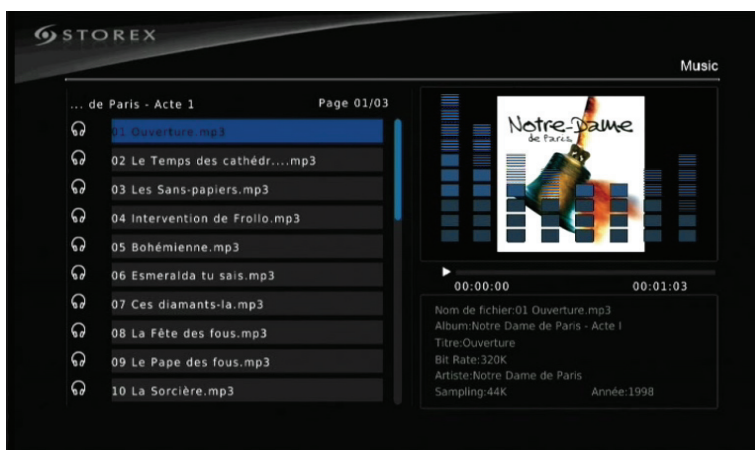 STOREX
Music
... de Paris - Acte 1 Page 01/03
01 Ouverture.mp3
02 Le Temps des cathédr....mp3
03 Les Sans-papiers.mp3
04 Intervention de Frollo.mp3
05 Bohémienne.mp3
06 Esmeralda tu sais.mp3
07 Ces diamants-la.mp3
08 La Fête des fous.mp3
09 Le Pape des fous.mp3
10 La Sorcière.mp3
Notre-Dame
de Paris
00:00:00 00:01:03
Nom de fichier:01 Ouverture.mp3
Album:Notre Dame de Paris - Acte I
Titre:Ouverture
Bit Rate:320K
Artiste:Notre Dame de Paris
Sampling:44K Année:1998